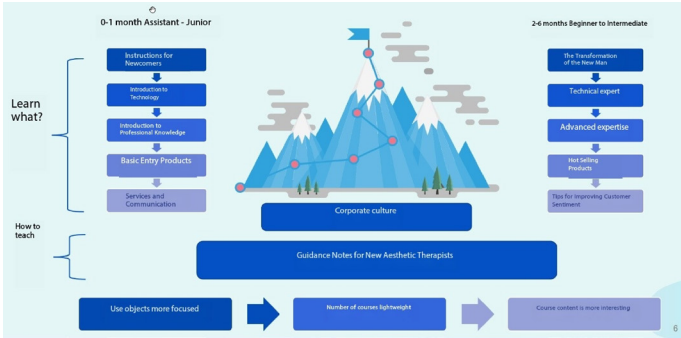 0-1 month Assistant - Junior
2-6 months Beginner to Intermediate
Learn
what?
Instructions for
Newcomers
Introduction to
Technology
Introduction to
Professional Knowledge
Basic Entry Products
Services and
Communication
The Transformation
of the New Man
Technical expert
Advanced expertise
Hot Selling
Products
Tips for Improving Customer
Sentiment
Corporate culture
How to
teach
Guidance Notes for New Aesthetic Therapists
Use objects more focused
Number of courses lightweight
Course content is more interesting
6